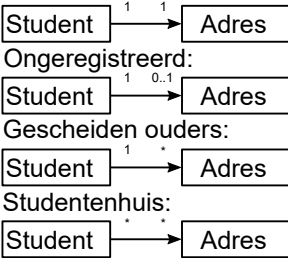 1 1
Student Adres
Ongeregistreerd:
1 0..1
Student Adres
Gescheiden ouders:
1 *
Student Adres
Studentenhuis:
* *
Student Adres